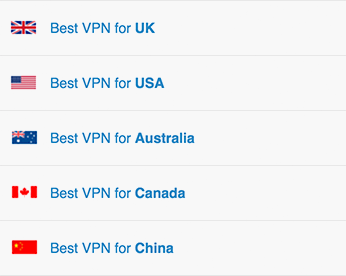 Best VPN for UK
Best VPN for USA
Best VPN for Australia
Best VPN for Canada
Best VPN for China